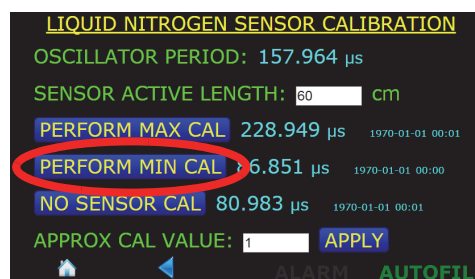 LIQUID NITROGEN SENSOR CALIBRATION
OSCILLATOR PERIOD: 157.964 µs
SENSOR ACTIVE LENGTH: 60 cm
PERFORM MAX CAL 228.949 µs 1970-01-01 00:01
PERFORM MIN CAL 6.851 µs 1970-01-01 00:00
NO SENSOR CAL 80.983 µs 1970-01-01 00:01
APPROX CAL VALUE: 1 APPLY
ALARM AUTOFIL